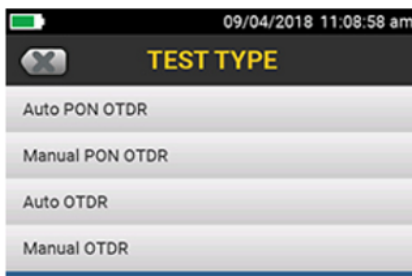 09/04/2018 11:08:58 am
TEST TYPE
Auto PON OTDR
Manual PON OTDR
Auto OTDR
Manual OTDR